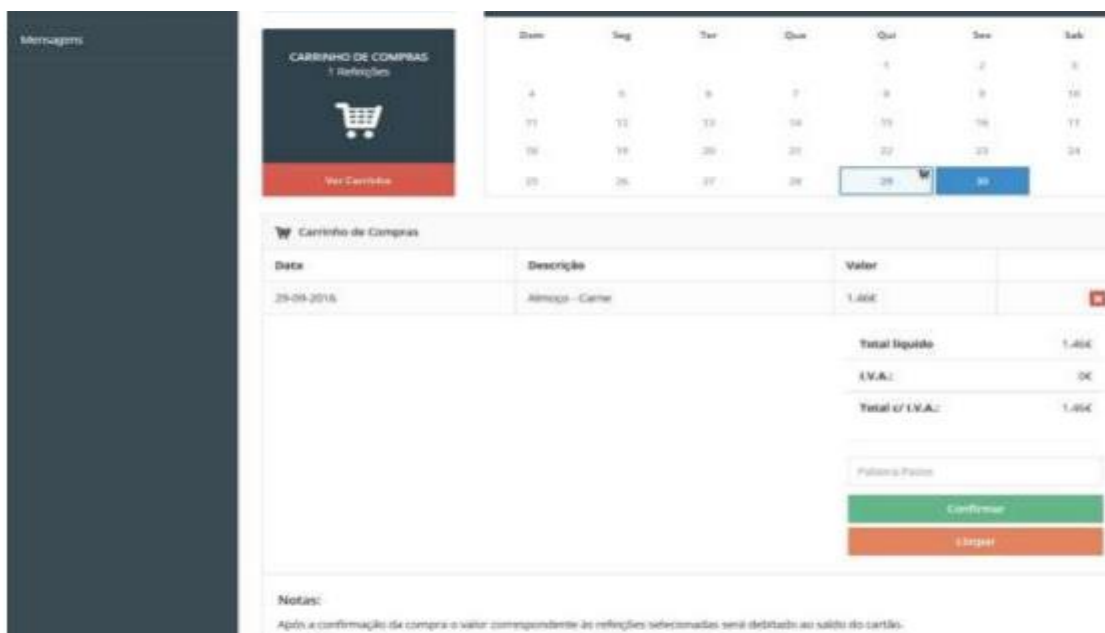 Mensagens
CARRINHO DE COMPRAS
1 Refeições
Ver Carrinho
Dom Seg Ter Qua Qui Sex Sab
1 2 3
4 5 6 7 8 9 10
11 12 13 14 15 16 17
18 19 20 21 22 23 24
25 26 27 28 29 30
Carrinho de Compras
Data Descrição Valor
29-09-2016 Almoço - Carne 1.46€
Total liquido 1.46€
I.V.A.: 0€
Total c/ I.V.A.: 1.46€
Palavra Passe
Confirmar
Limpar
Notas:
Após a confirmação da compra o valor correspondente às refeições selecionadas será debitado ao saldo do cartão.